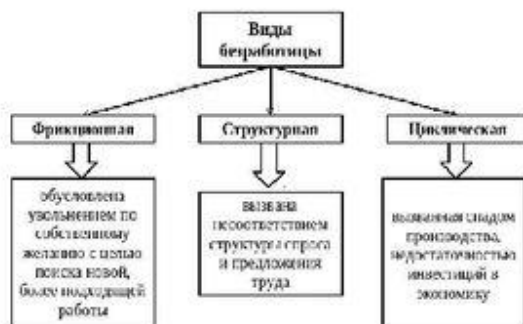 Виды
безработицы
Фрикционная
Структурная
Циклическая
обусловлена
увольнением по
собственному
желанию с целью
поиска новой,
более подходящей
работы
вызвана
несоответствием
структуры спроса
и предложения
труда
вызванная спадом
производства,
недостаточностью
инвестиций в
экономику